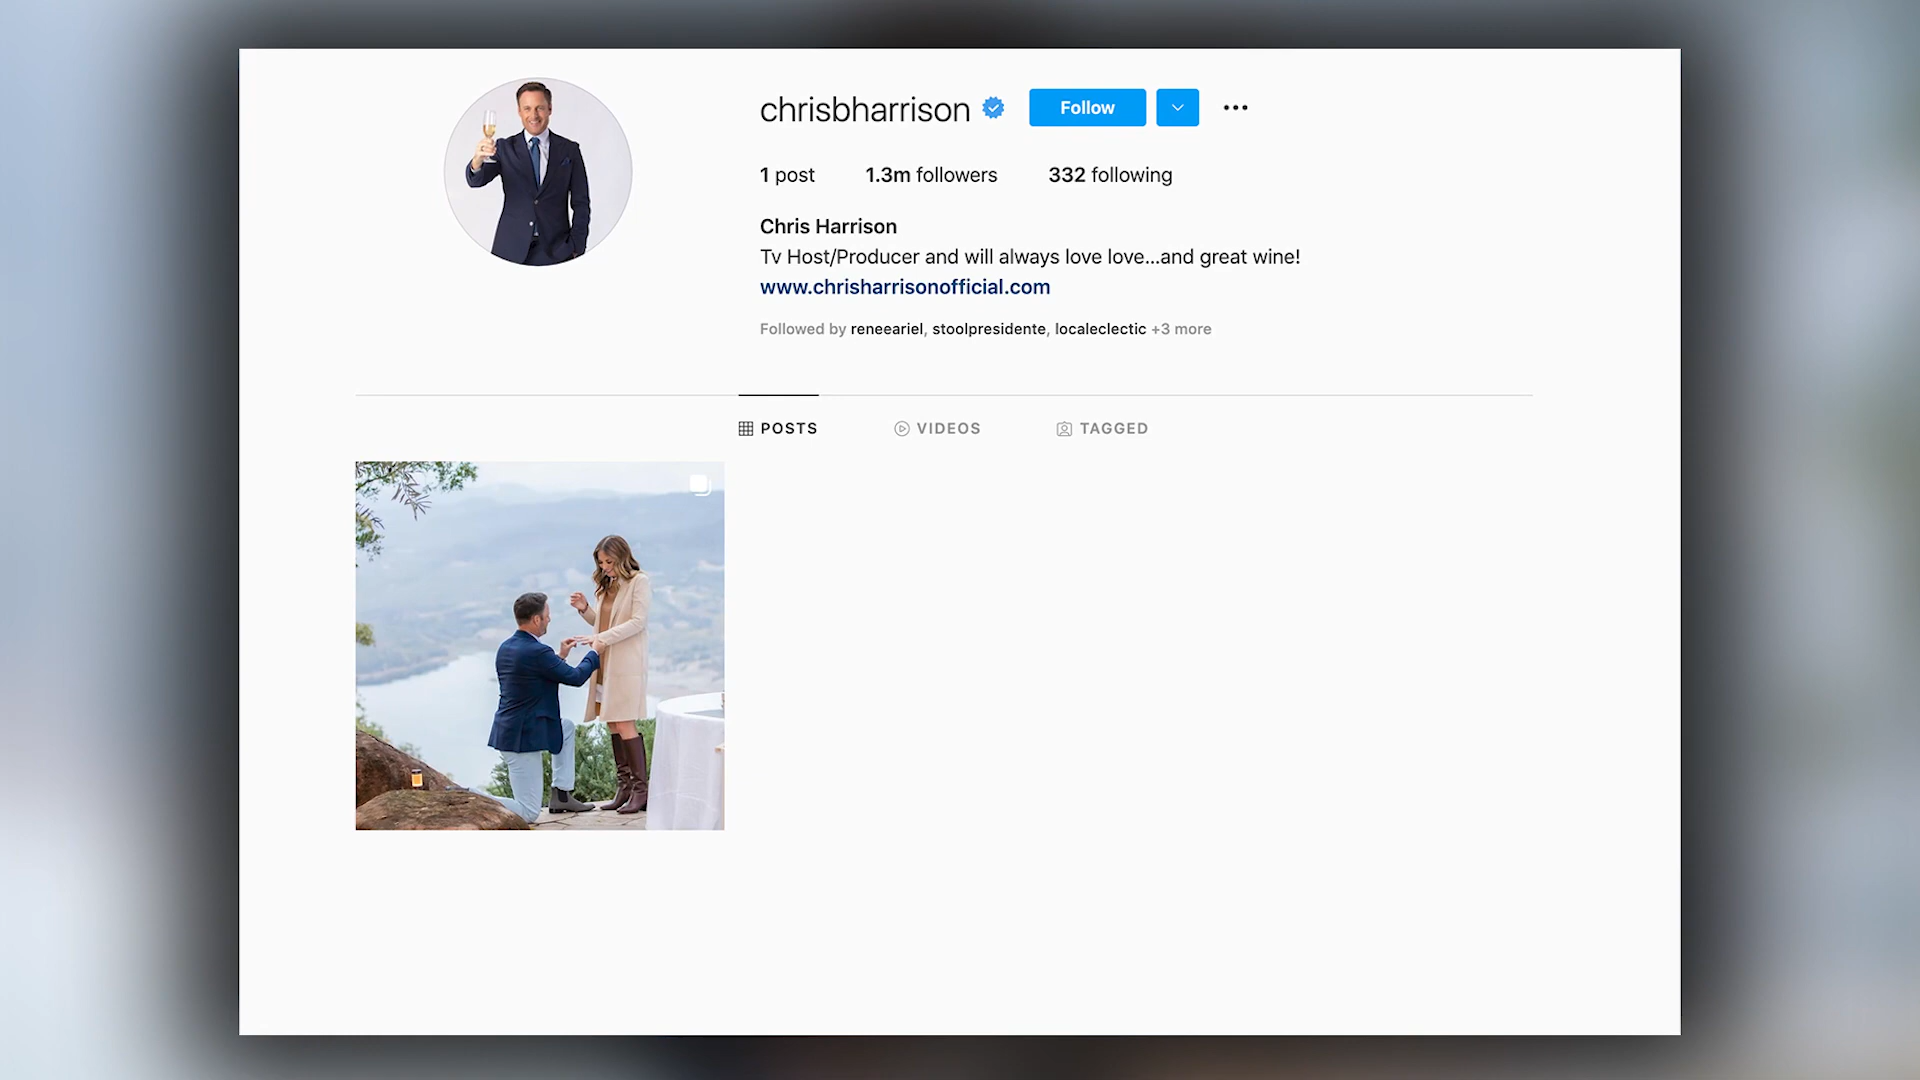 chrisbharrison Follow
1 post 1.3m followers 332 following
Chris Harrison
Tv Host/Producer and will always love love...and great wine!
www.chrisharrisonofficial.com
Followed by reneeariel, stoolpresidente, localeclectic +3 more
POSTS VIDEOS TAGGED